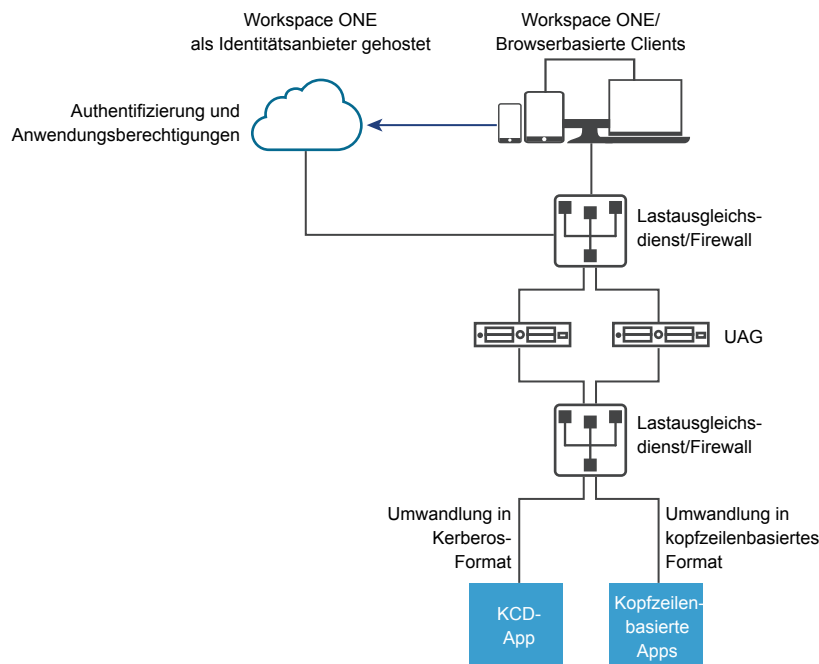 Workspace ONE
als Identitätsanbieter gehostet
Workspace ONE/
Browserbasierte Clients
Authentifizierung und
Anwendungsberechtigungen
Lastausgleichs-
dienst/Firewall
UAG
Lastausgleichs-
dienst/Firewall
Umwandlung in
Kerberos-
Format
Umwandlung in
kopfzeilenbasiertes
Format
KCD-
App
Kopfzeilen-
basierte
Apps